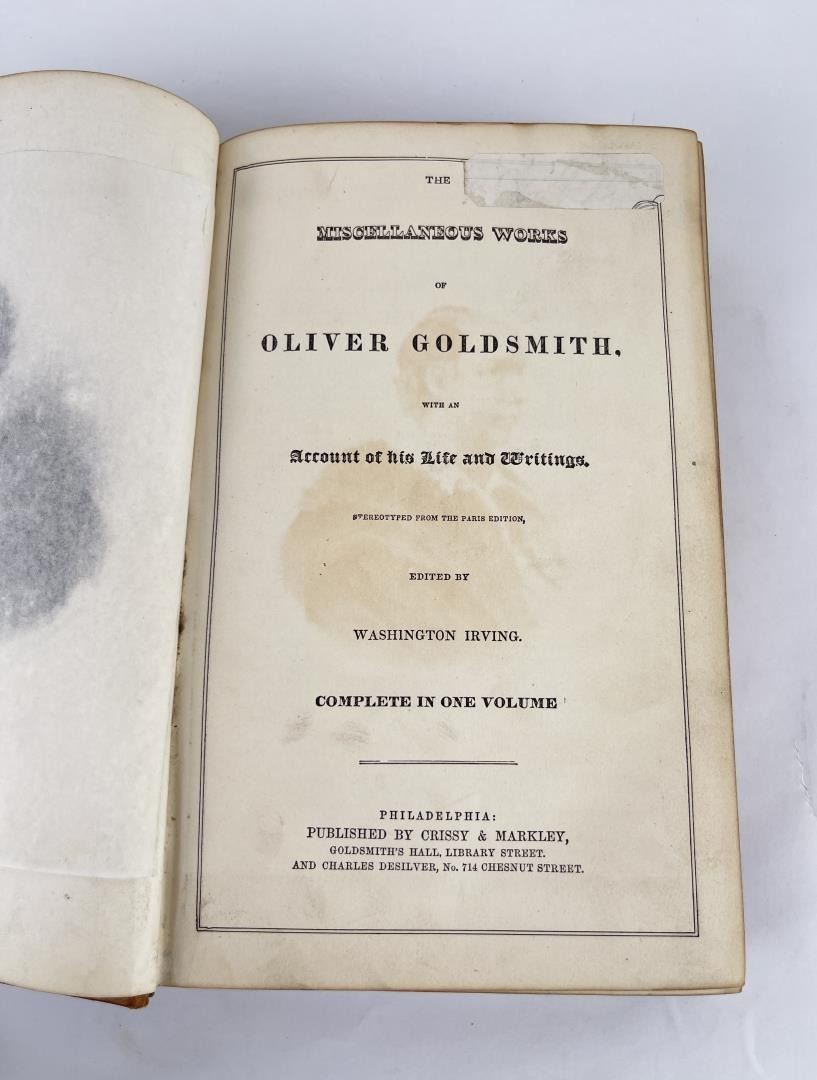 THE
MISCELLANEOUS WORKS
OF
OLIVER GOLDSMITH,
WITH AN
Account of his Life and Writings.
STEREOTYPED FROM THE PARIS EDITION,
EDITED BY
WASHINGTON IRVING.
COMPLETE IN ONE VOLUME
PHILADELPHIA:
PUBLISHED BY CRISSY & MARKLEY,
GOLDSMITH'S HALL, LIBRARY STREET.
AND CHARLES DESILVER, No. 714 CHESNUT STREET.